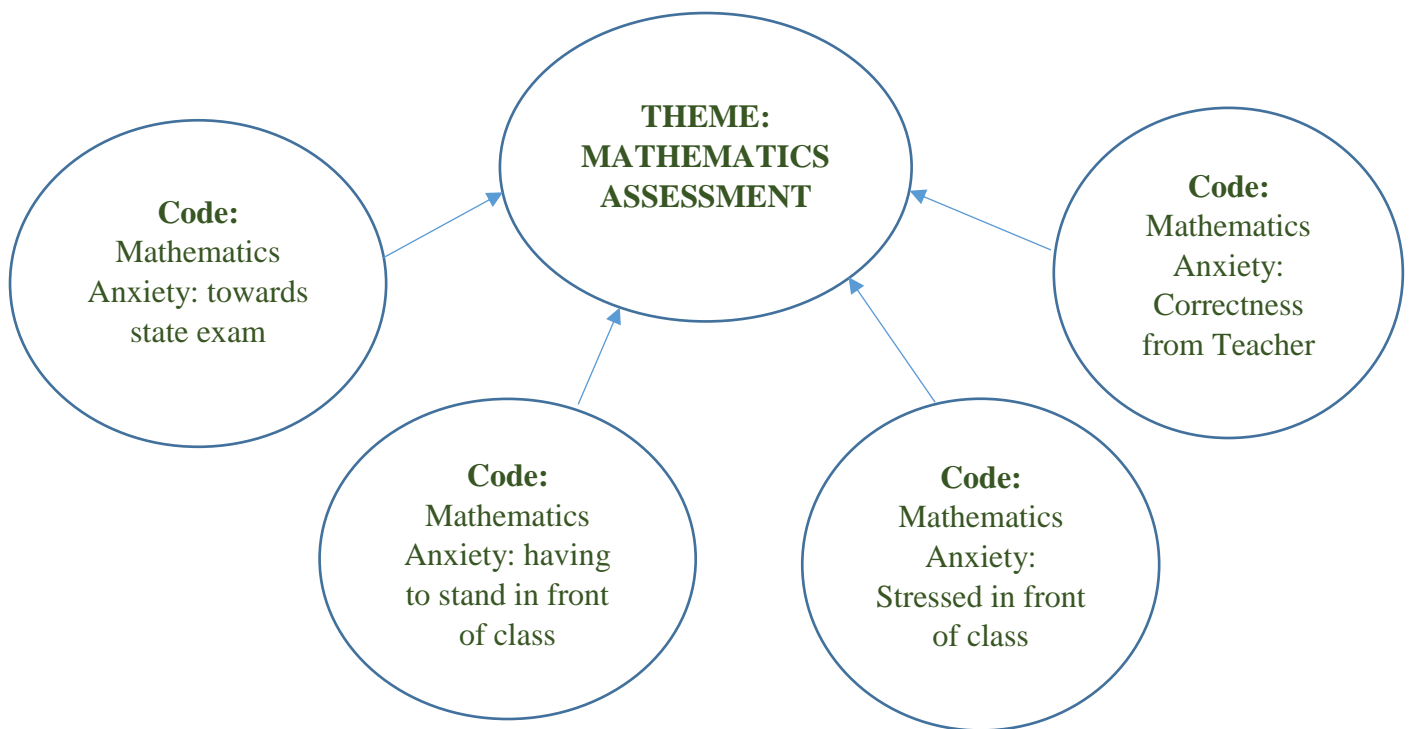 THEME:
MATHEMATICS
ASSESSMENT
Code:
Mathematics
Anxiety: towards
state exam
Code:
Mathematics
Anxiety: having
to stand in front
of class
Code:
Mathematics
Anxiety:
Stressed in front
of class
Code:
Mathematics
Anxiety:
Correctness
from Teacher